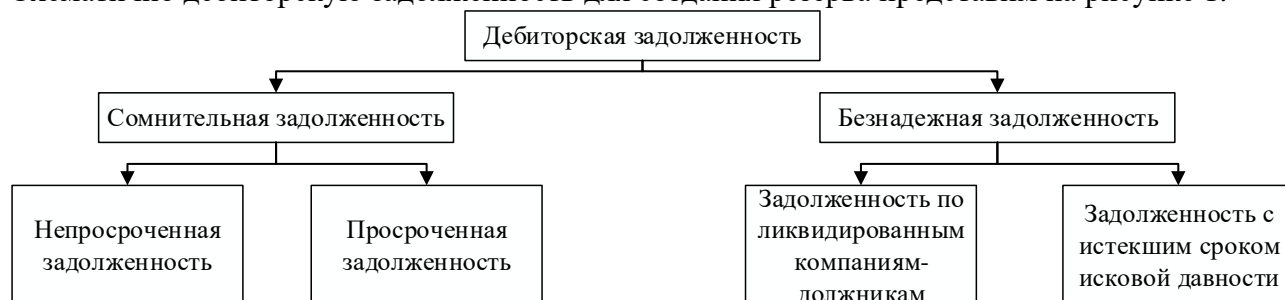 Дебиторская задолженность
Сомнительная задолженность
Безнадежная задолженность
Непросроченная
задолженность
Просроченная
задолженность
Задолженность по
ликвидированным
компаниям-
должникам
Задолженность с
истекшим сроком
исковой давности